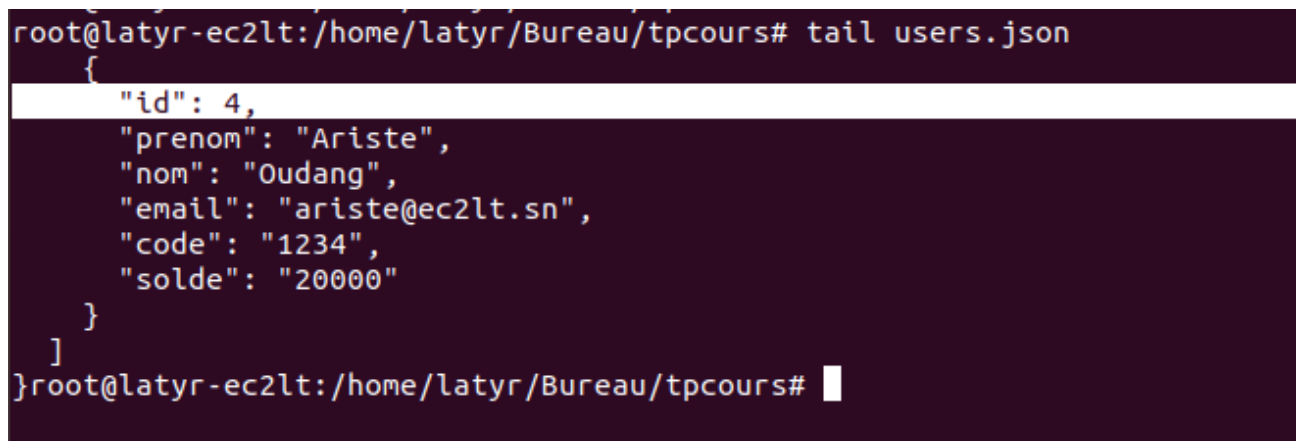 root@latyr-ec2lt:/home/latyr/Bureau/tpcours# tail users.json
    {
      "id": 4,
      "prenom": "Ariste",
      "nom": "Oudang",
      "email": "ariste@ec2lt.sn",
      "code": "1234",
      "solde": "20000"
    }
  ]
}root@latyr-ec2lt:/home/latyr/Bureau/tpcours#